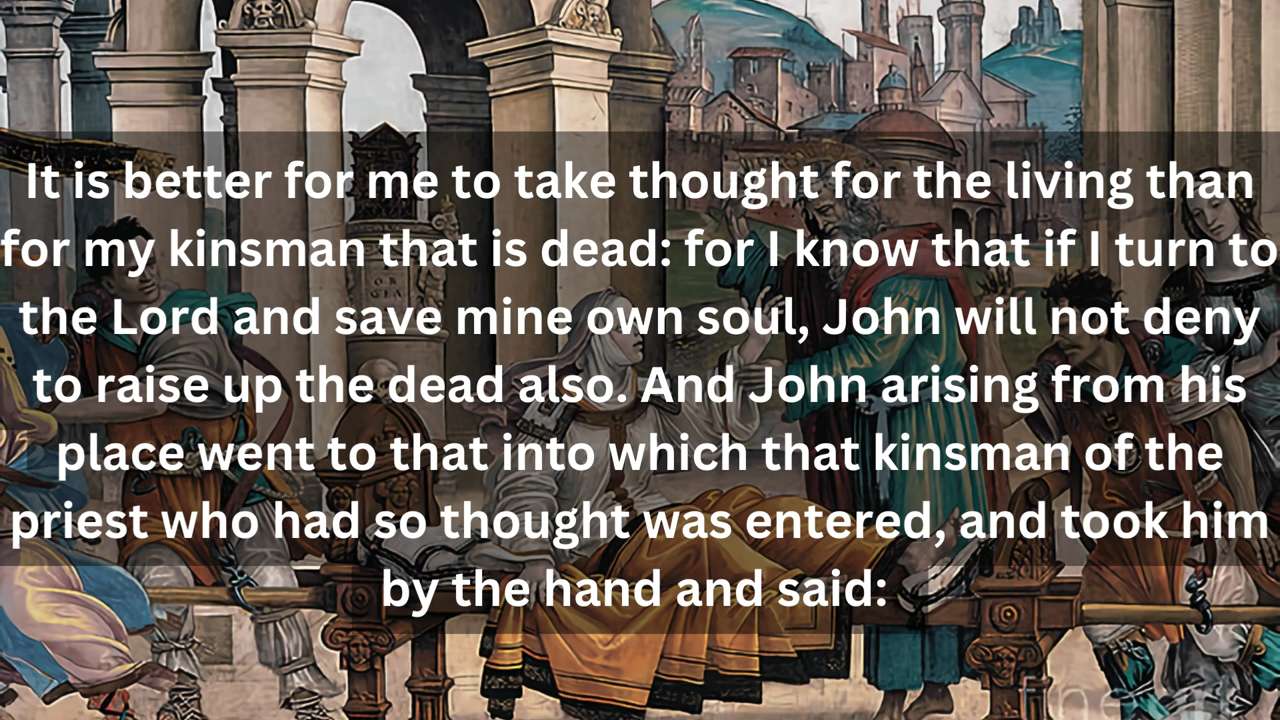 It is better for me to take thought for the living than
for my kinsman that is dead: for I know that if I turn to
the Lord and save mine own soul, John will not deny
to raise up the dead also. And John arising from his
place went to that into which that kinsman of the
priest who had so thought was entered, and took him
by the hand and said: